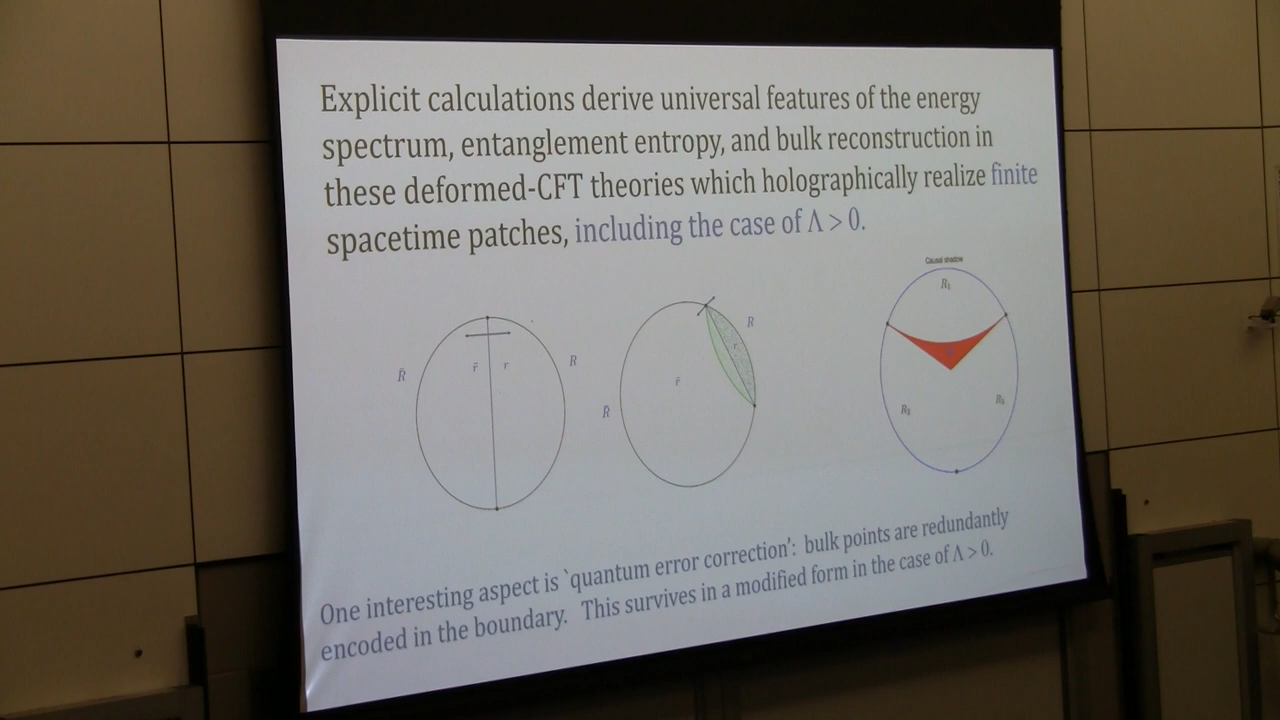 Explicit calculations derive universal features of the energy
spectrum, entanglement entropy, and bulk reconstruction in
these deformed-CFT theories which holographically realize finite
spacetime patches, including the case of Λ > 0.
Causal shadow
R₁
R̄
r̄
r
R
R̄
r̄
r
R
R₂
R₃
One interesting aspect is `quantum error correction': bulk points are redundantly
encoded in the boundary. This survives in a modified form in the case of Λ > 0.